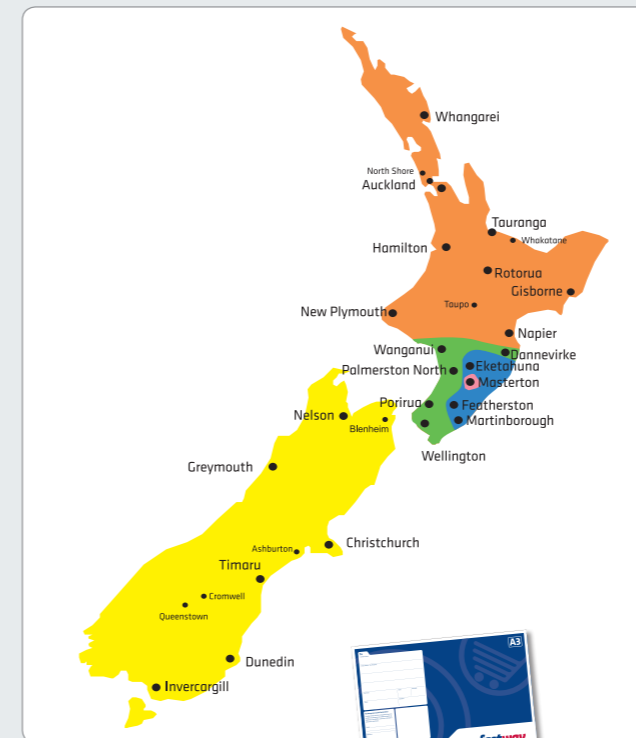 Whangarei
North Shore
Auckland
Tauranga
Whakatane
Hamilton
Rotorua
Gisborne
Taupo
New Plymouth
Napier
Wanganui
Dannevirke
Eketahuna
Palmerston North
Masterton
Porirua
Featherston
Nelson
Blenheim
Martinborough
Wellington
Greymouth
Christchurch
Ashburton
Timaru
Cromwell
Queenstown
A3
Dunedin
Invercargill